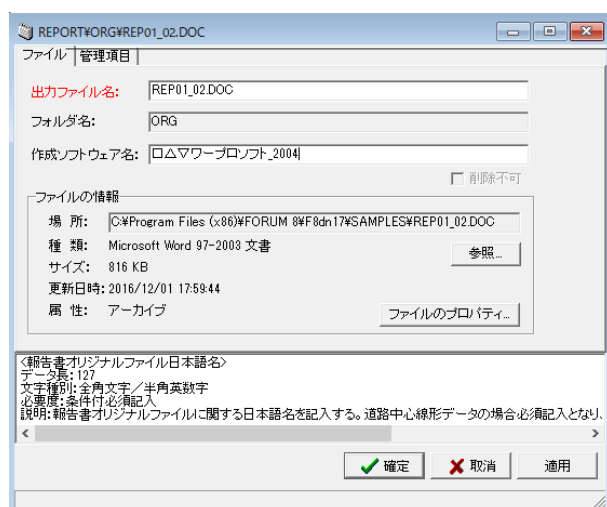 REPORT¥ORG¥REP01_02.DOC
ファイル 管理項目
出力ファイル名: REP01_02.DOC
フォルダ名: ORG
作成ソフトウェア名: 口△▽ワープロソフト_2004
削除不可
ファイルの情報
場 所: C:¥Program Files (x86)¥FORUM 8¥F8dn17¥SAMPLES¥REP01_02.DOC
種 類: Microsoft Word 97-2003 文書
参照...
サイズ: 816 KB
更新日時: 2016/12/01 17:59:44
属 性: アーカイブ
ファイルのプロパティ...
<報告書オリジナルファイル日本語名>
データ長:127
文字種別:全角文字/半角英数字
必要度:条件付必須記入
説明:報告書オリジナルファイルに関する日本語名を記入する。道路中心線形データの場合必須記入となり、
確定 取消 適用